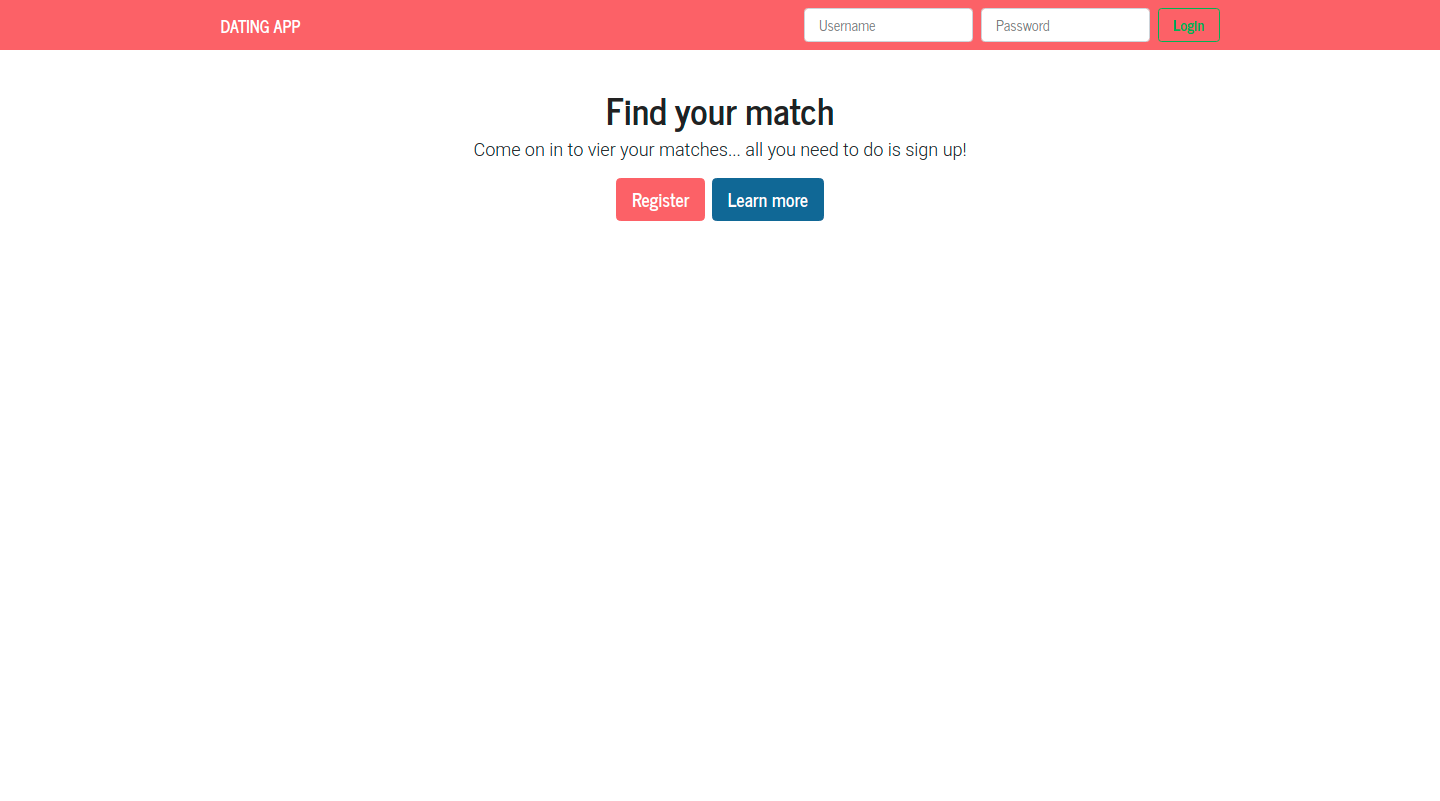 DATING APP Username Password Login
Find your match
Come on in to vier your matches... all you need to do is sign up!
Register Learn more